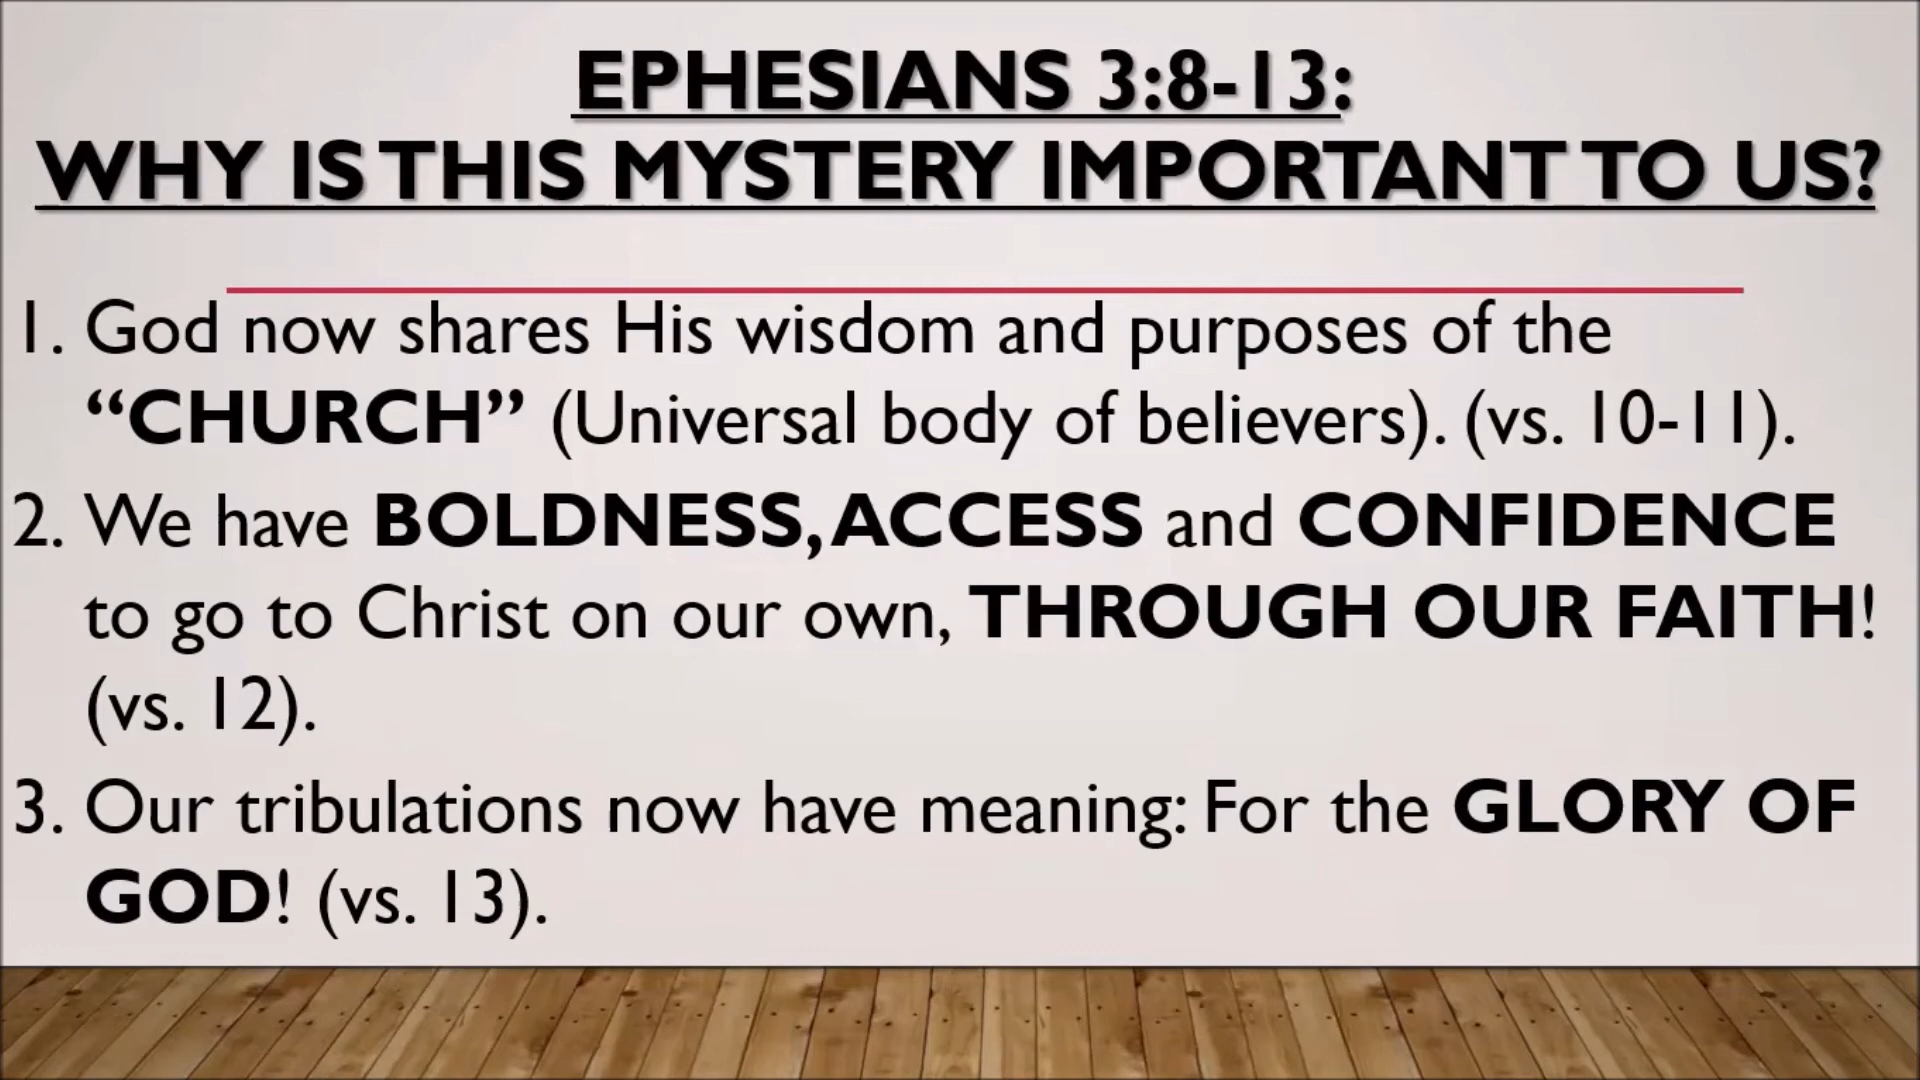 EPHESIANS 3:8-13:
WHY IS THIS MYSTERY IMPORTANT TO US?
1. God now shares His wisdom and purposes of the
“CHURCH” (Universal body of believers). (vs. 10-11).
2. We have BOLDNESS, ACCESS and CONFIDENCE
to go to Christ on our own, THROUGH OUR FAITH!
(vs. 12).
3. Our tribulations now have meaning: For the GLORY OF
GOD! (vs. 13).